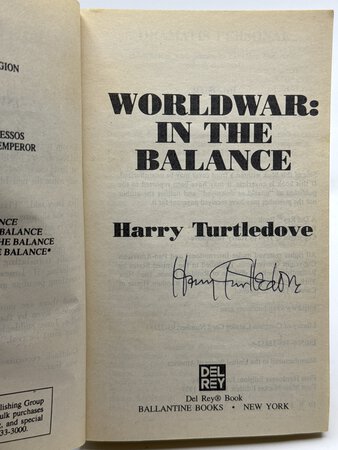 GION
ESSOS
EMPEROR
NCE
BALANCE
HE BALANCE
E BALANCE*
lishing Group
ulk purchases
, and special
33-3000.
WORLDWAR:
IN THE
BALANCE
Harry Turtledove
Harry Turtledove
DEL
REY
Del Rey® Book
BALLANTINE BOOKS • NEW YORK